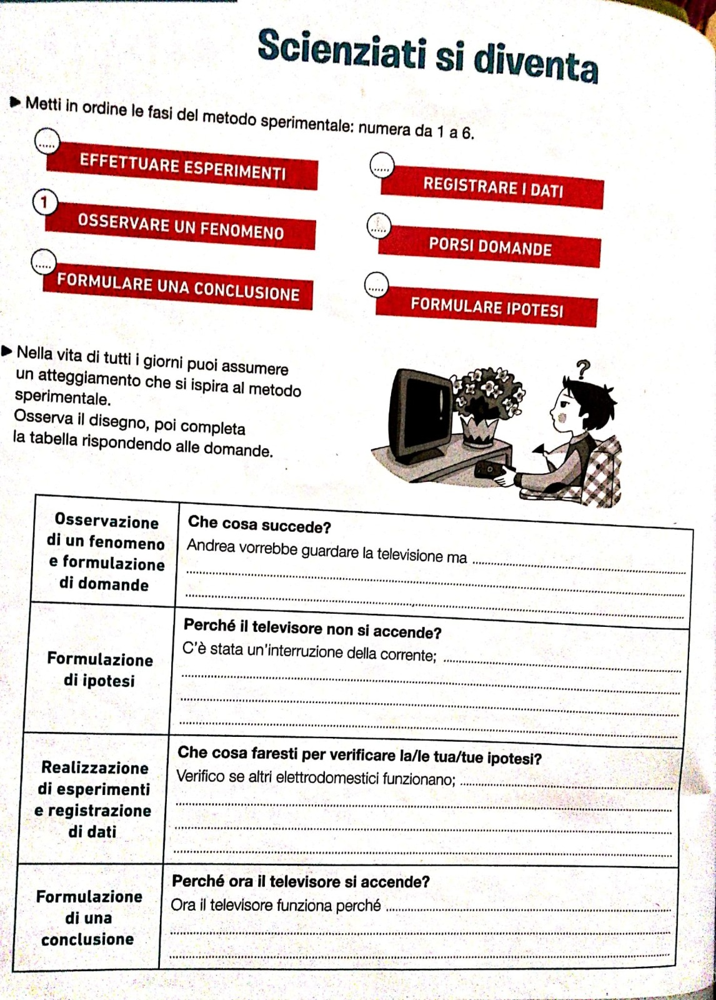 Scienziati si diventa
Metti in ordine le fasi del metodo sperimentale: numera da 1 a 6.
..... EFFETTUARE ESPERIMENTI
1 OSSERVARE UN FENOMENO
..... FORMULARE UNA CONCLUSIONE
..... REGISTRARE I DATI
..... PORSI DOMANDE
..... FORMULARE IPOTESI
Nella vita di tutti i giorni puoi assumere
un atteggiamento che si ispira al metodo
sperimentale.
Osserva il disegno, poi completa
la tabella rispondendo alle domande.
?
Osservazione
di un fenomeno
e formulazione
di domande
Che cosa succede?
Andrea vorrebbe guardare la televisione ma
Formulazione
di ipotesi
Perché il televisore non si accende?
C'è stata un'interruzione della corrente;
Realizzazione
di esperimenti
e registrazione
di dati
Che cosa faresti per verificare la/le tua/tue ipotesi?
Verifico se altri elettrodomestici funzionano;
Formulazione
di una
conclusione
Perché ora il televisore si accende?
Ora il televisore funziona perché